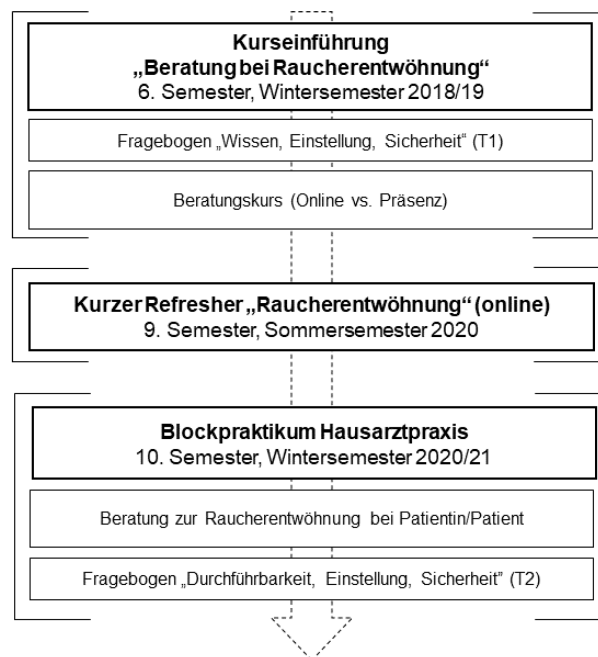 Kurseinführung
„Beratung bei Raucherentwöhnung“
6. Semester, Wintersemester 2018/19
Fragebogen „Wissen, Einstellung, Sicherheit“ (T1)
Beratungskurs (Online vs. Präsenz)
Kurzer Refresher „Raucherentwöhnung“ (online)
9. Semester, Sommersemester 2020
Blockpraktikum Hausarztpraxis
10. Semester, Wintersemester 2020/21
Beratung zur Raucherentwöhnung bei Patientin/Patient
Fragebogen „Durchführbarkeit, Einstellung, Sicherheit” (T2)